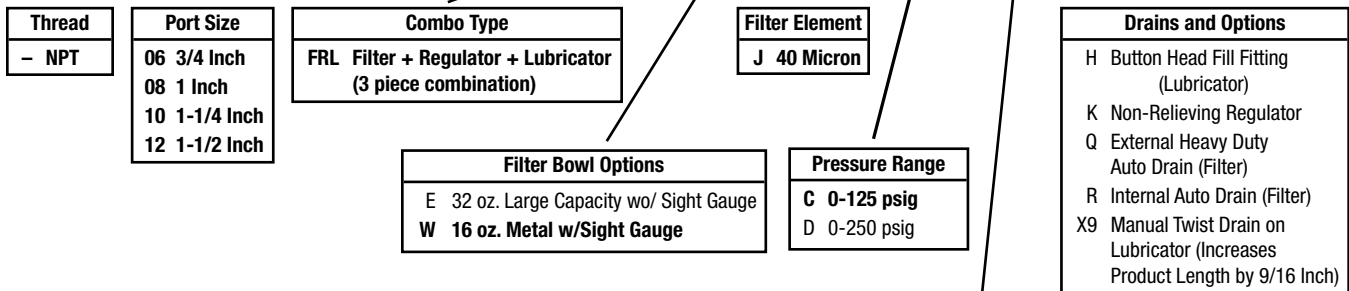 Thread
– NPT
Port Size
06 3/4 Inch
08 1 Inch
10 1-1/4 Inch
12 1-1/2 Inch
Combo Type
FRL Filter + Regulator + Lubricator
(3 piece combination)
Filter Element
J 40 Micron
Drains and Options
H Button Head Fill Fitting
(Lubricator)
K Non-Relieving Regulator
Q External Heavy Duty
Auto Drain (Filter)
R Internal Auto Drain (Filter)
X9 Manual Twist Drain on
Lubricator (Increases
Product Length by 9/16 Inch)
Filter Bowl Options
E 32 oz. Large Capacity wo/ Sight Gauge
W 16 oz. Metal w/Sight Gauge
Pressure Range
C 0-125 psig
D 0-250 psig